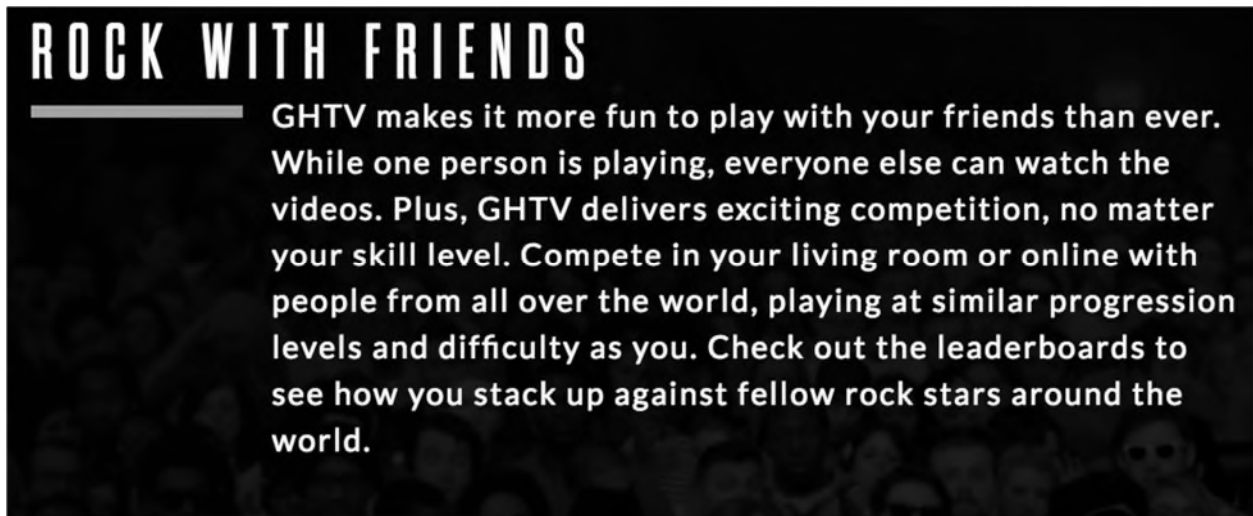 ROCK WITH FRIENDS
GHTV makes it more fun to play with your friends than ever.
While one person is playing, everyone else can watch the
videos. Plus, GHTV delivers exciting competition, no matter
your skill level. Compete in your living room or online with
people from all over the world, playing at similar progression
levels and difficulty as you. Check out the leaderboards to
see how you stack up against fellow rock stars around the
world.